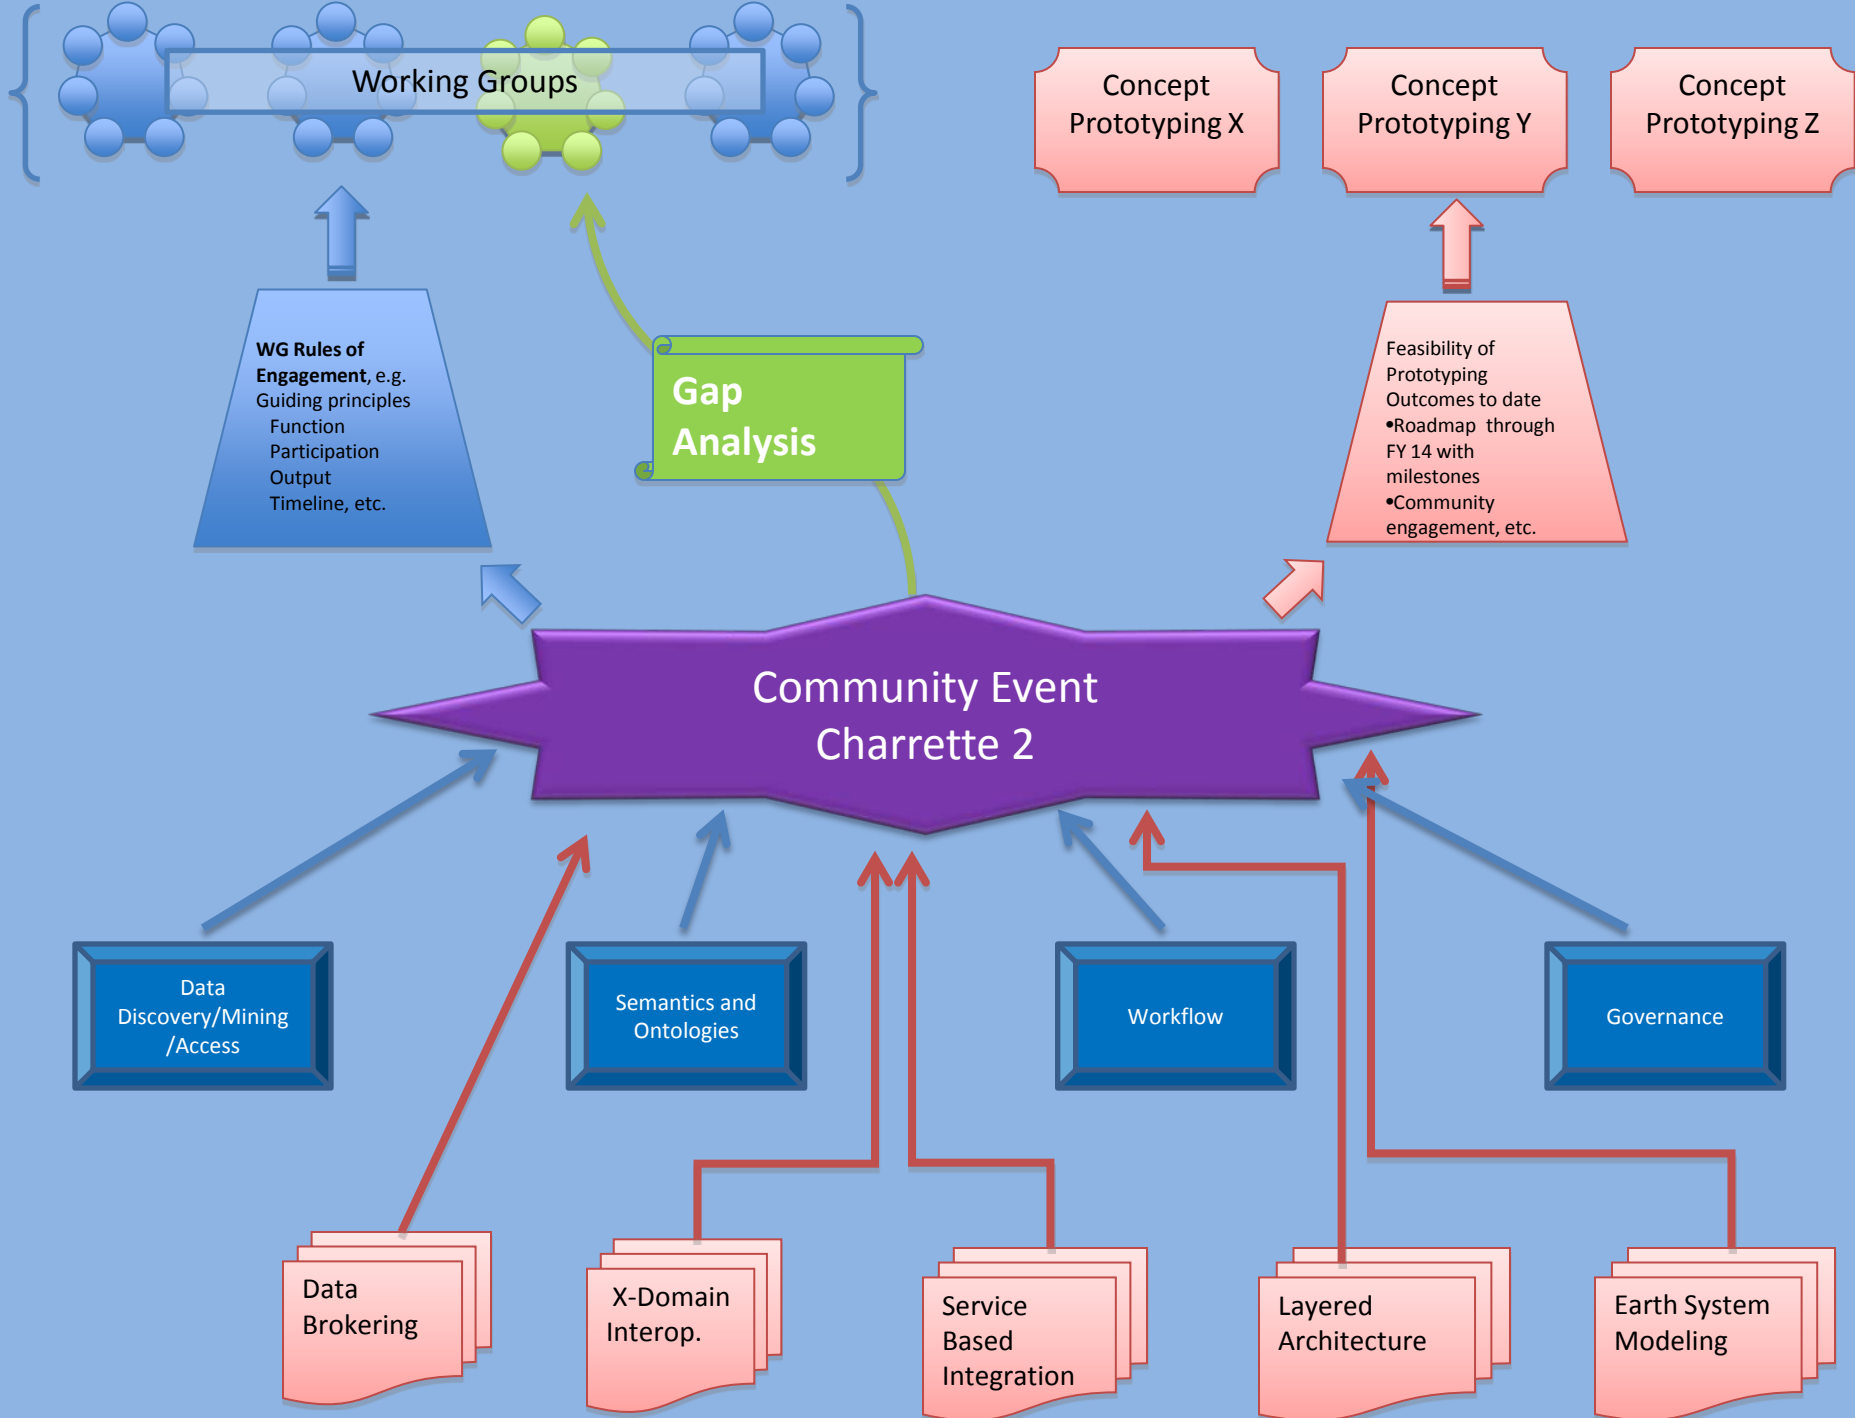 Working Groups
Concept
Prototyping X
Concept
Prototyping Y
Concept
Prototyping Z
WG Rules of
Engagement, e.g.
Guiding principles
Function
Participation
Output
Timeline, etc.
Gap
Analysis
Feasibility of
Prototyping
Outcomes to date
•Roadmap through
FY 14 with
milestones
•Community
engagement, etc.
Community Event
Charrette 2
Data
Discovery/Mining
/Access
Semantics and
Ontologies
Workflow
Governance
Data
Brokering
X-Domain
Interop.
Service
Based
Integration
Layered
Architecture
Earth System
Modeling